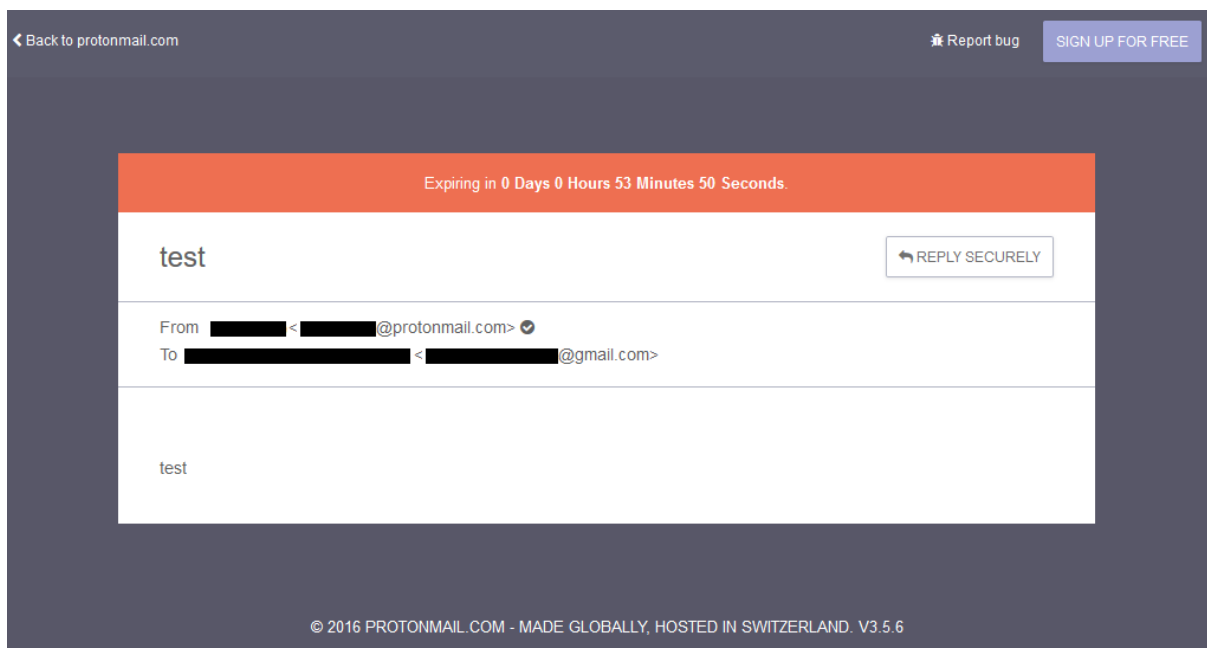 Back to protonmail.com
Report bug
SIGN UP FOR FREE
Expiring in 0 Days 0 Hours 53 Minutes 50 Seconds.
test
REPLY SECURELY
From < @protonmail.com>
To < @gmail.com>
test
© 2016 PROTONMAIL.COM - MADE GLOBALLY, HOSTED IN SWITZERLAND. V3.5.6